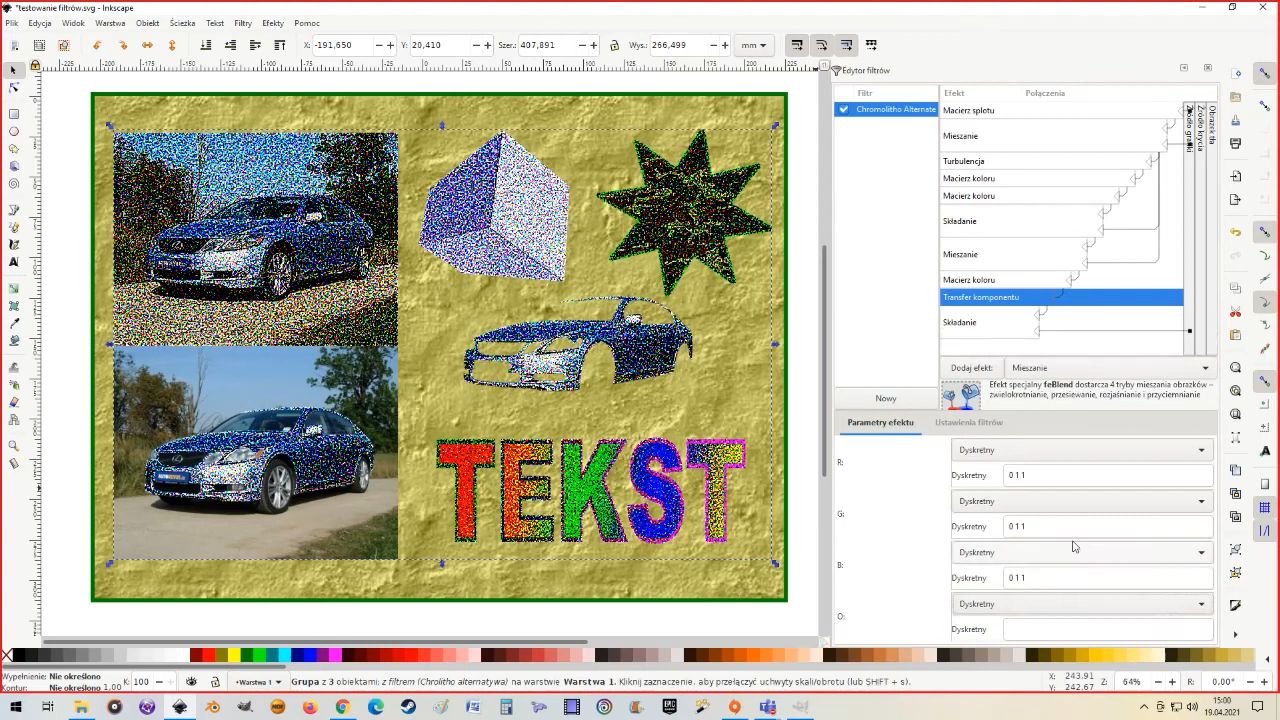 *testowanie filtrów.svg - Inkscape
Plik Edycja Widok Warstwa Obiekt Ścieżka Tekst Filtry Efekty Pomoc
X: -191,650 Y: 20,410 Szer.: 407,891 Wys.: 266,499 mm
Edytor filtrów
Filtr Efekt Połączenia
Chromolitho Alternate
Macierz splotu
Mieszanie
Turbulencja
Macierz koloru
Macierz koloru
Składanie
Mieszanie
Macierz koloru
Transfer komponentu
Składanie
Obrazek tła
Źródło krycia
Źródło grafiki
TEKST
Dodaj efekt: Mieszanie
Efekt specjalny feBlend dostarcza 4 tryby mieszania obrazków –
zwielokrotnianie, przesiewanie, rozjaśnianie i przyciemnianie
Nowy
Parametry efektu Ustawienia filtrów
R: Dyskretny
Dyskretny 0 1 1
G: Dyskretny
Dyskretny 0 1 1
B: Dyskretny
Dyskretny 0 1 1
O: Dyskretny
Dyskretny
Wypełnienie: Nie określono
Kontur: Nie określono 1,00
K: 100
Warstwa 1
Grupa z 3 obiektami; z filtrem (Chrolitho alternatywa) na warstwie Warstwa 1. Kliknij zaznaczenie, aby przełączyć uchwyty skali/obrotu (lub SHIFT + s).
X: 243.91
Y: 242.67
Z: 64% R: 0,00°
15:00
19.04.2021